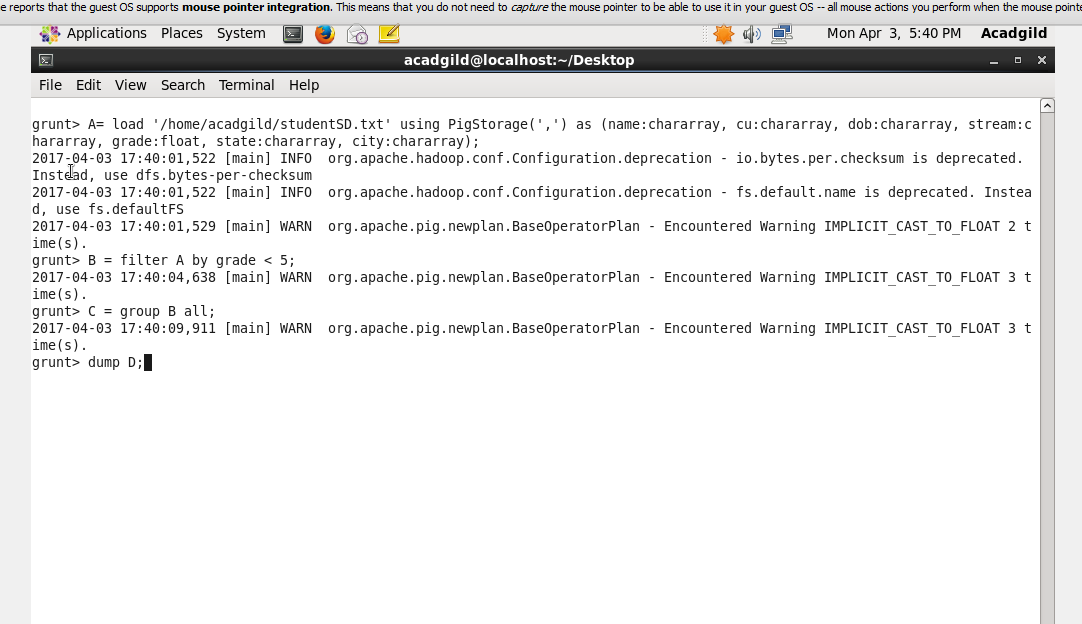 e reports that the guest OS supports mouse pointer integration. This means that you do not need to capture the mouse pointer to be able to use it in your guest OS -- all mouse actions you perform when the mouse pointe
Applications Places System Mon Apr 3, 5:40 PM Acadgild
acadgild@localhost:~/Desktop
File Edit View Search Terminal Help
grunt> A= load '/home/acadgild/studentSD.txt' using PigStorage(',') as (name:chararray, cu:chararray, dob:chararray, stream:c
hararray, grade:float, state:chararray, city:chararray);
2017-04-03 17:40:01,522 [main] INFO  org.apache.hadoop.conf.Configuration.deprecation - io.bytes.per.checksum is deprecated.
Instead, use dfs.bytes-per-checksum
2017-04-03 17:40:01,522 [main] INFO  org.apache.hadoop.conf.Configuration.deprecation - fs.default.name is deprecated. Instea
d, use fs.defaultFS
2017-04-03 17:40:01,529 [main] WARN  org.apache.pig.newplan.BaseOperatorPlan - Encountered Warning IMPLICIT_CAST_TO_FLOAT 2 t
ime(s).
grunt> B = filter A by grade < 5;
2017-04-03 17:40:04,638 [main] WARN  org.apache.pig.newplan.BaseOperatorPlan - Encountered Warning IMPLICIT_CAST_TO_FLOAT 3 t
ime(s).
grunt> C = group B all;
2017-04-03 17:40:09,911 [main] WARN  org.apache.pig.newplan.BaseOperatorPlan - Encountered Warning IMPLICIT_CAST_TO_FLOAT 3 t
ime(s).
grunt> dump D;